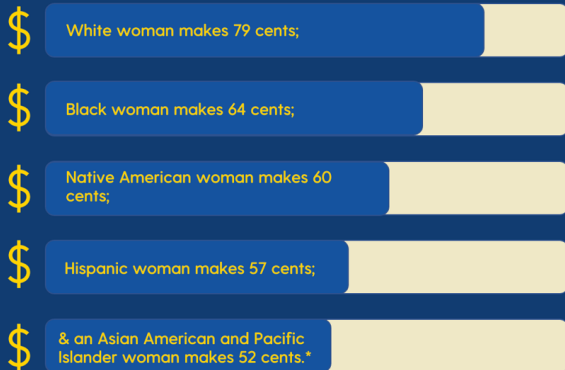 $ White woman makes 79 cents;
$ Black woman makes 64 cents;
$ Native American woman makes 60
cents;
$ Hispanic woman makes 57 cents;
$ & an Asian American and Pacific
Islander woman makes 52 cents.*